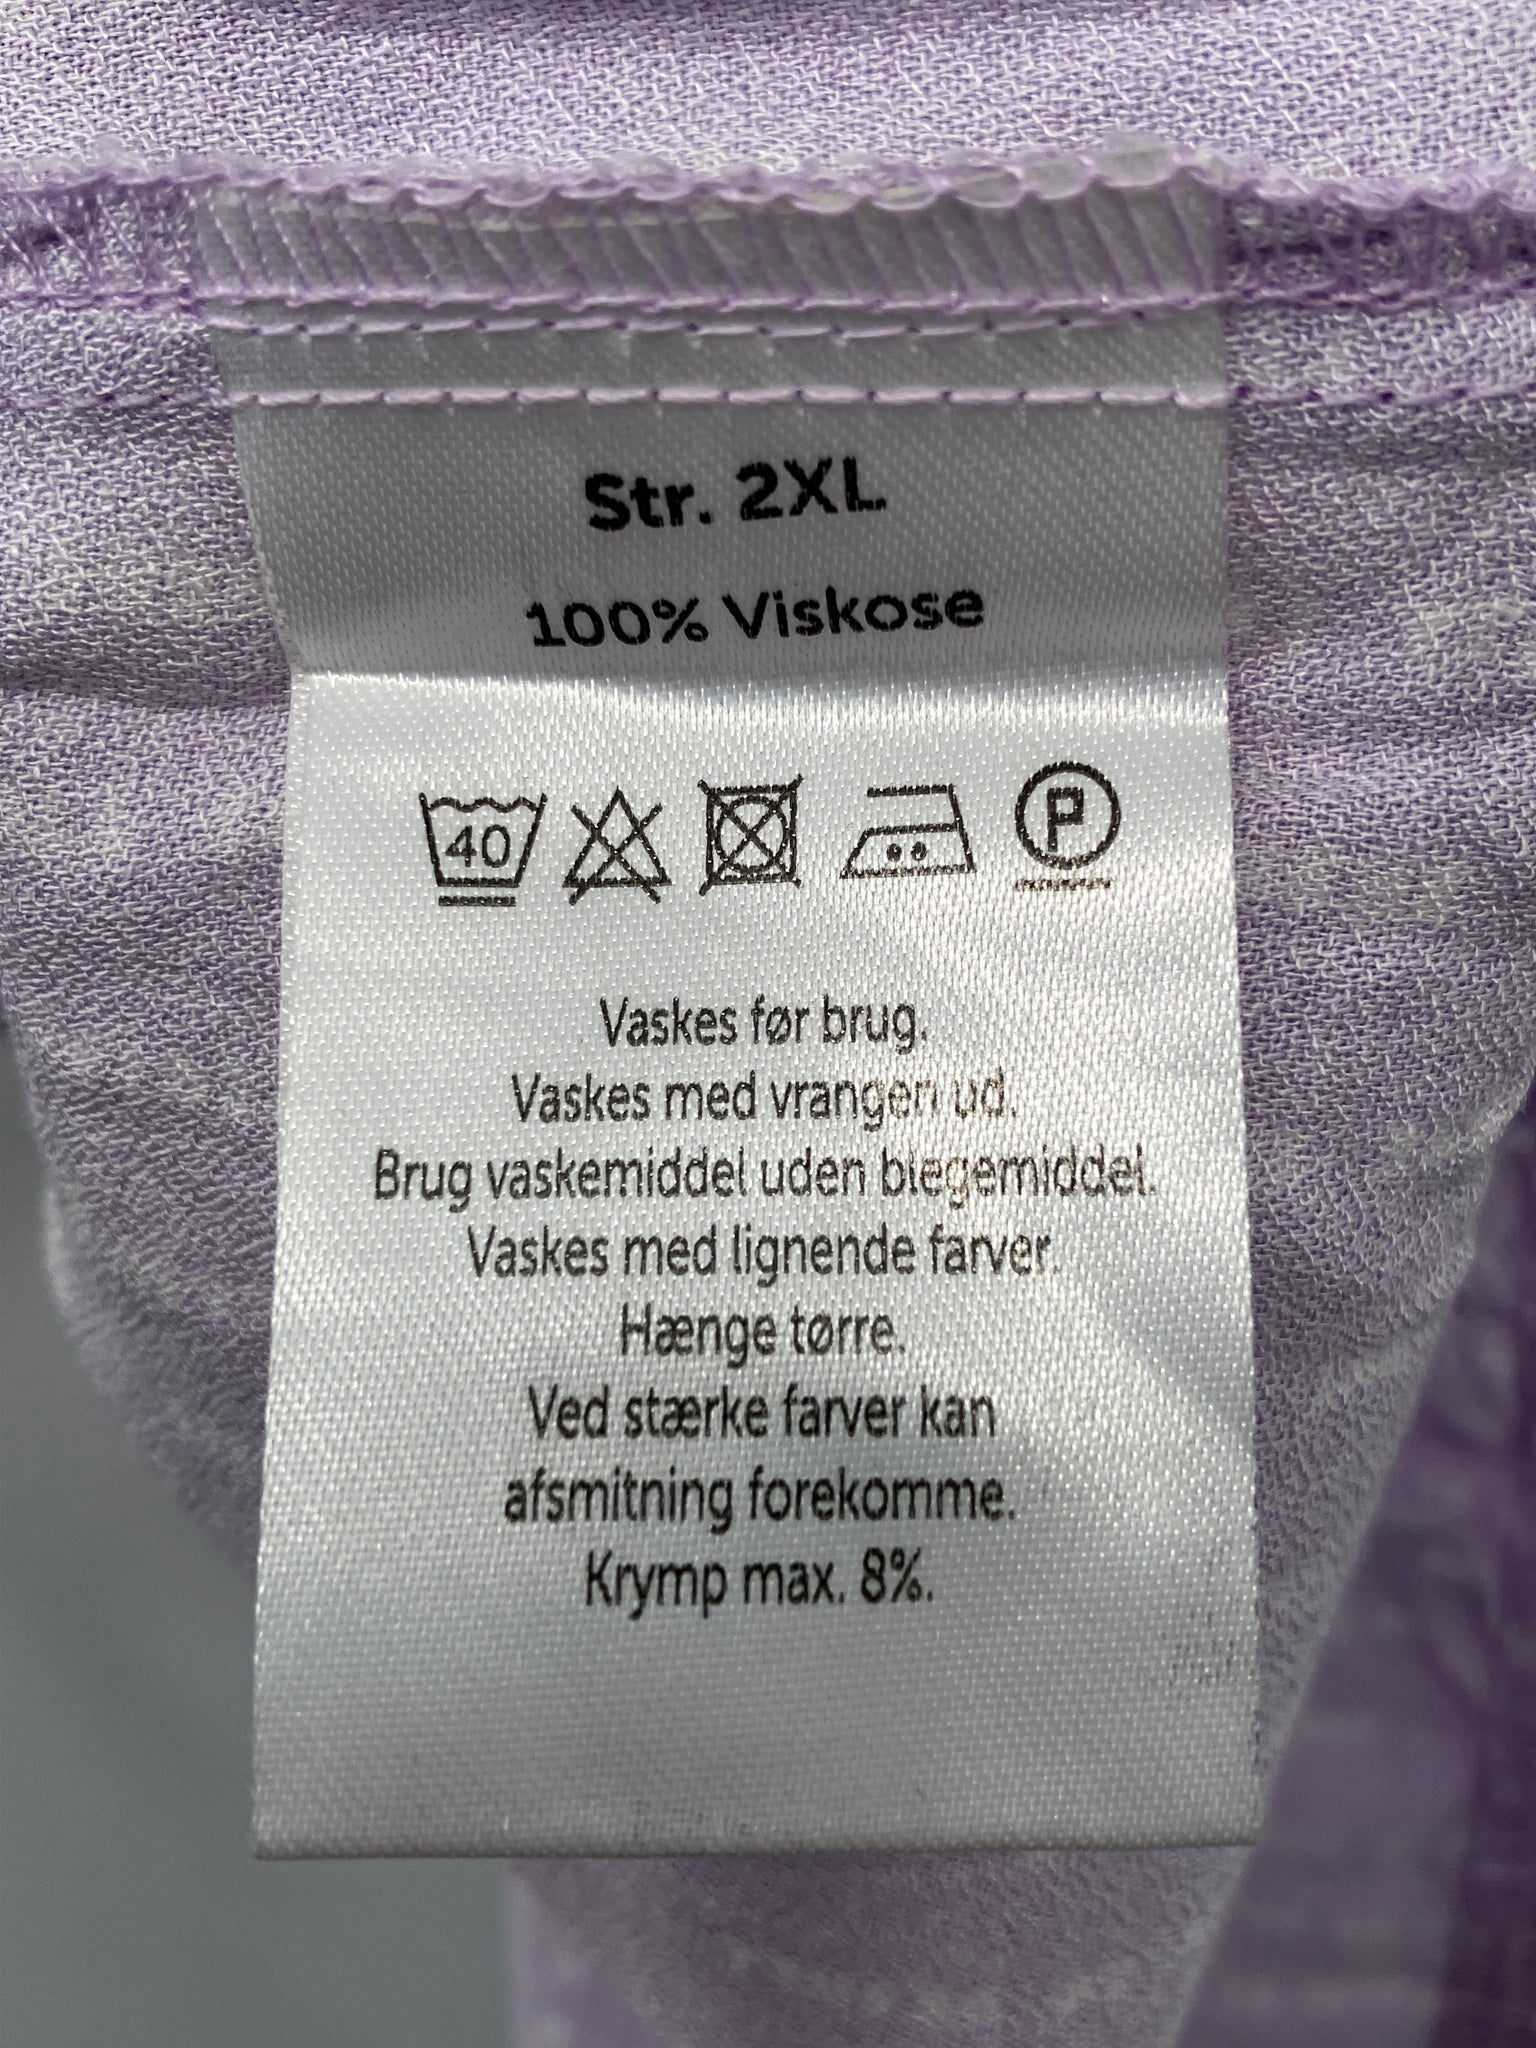 Str. 2XL
100% Viskose
40
P
Vaskes før brug.
Vaskes med vrangen ud.
Brug vaskemiddel uden blegemiddel.
Vaskes med lignende farver.
Hænge tørre.
Ved stærke farver kan
afsmitning forekomme.
Krymp max. 8%.